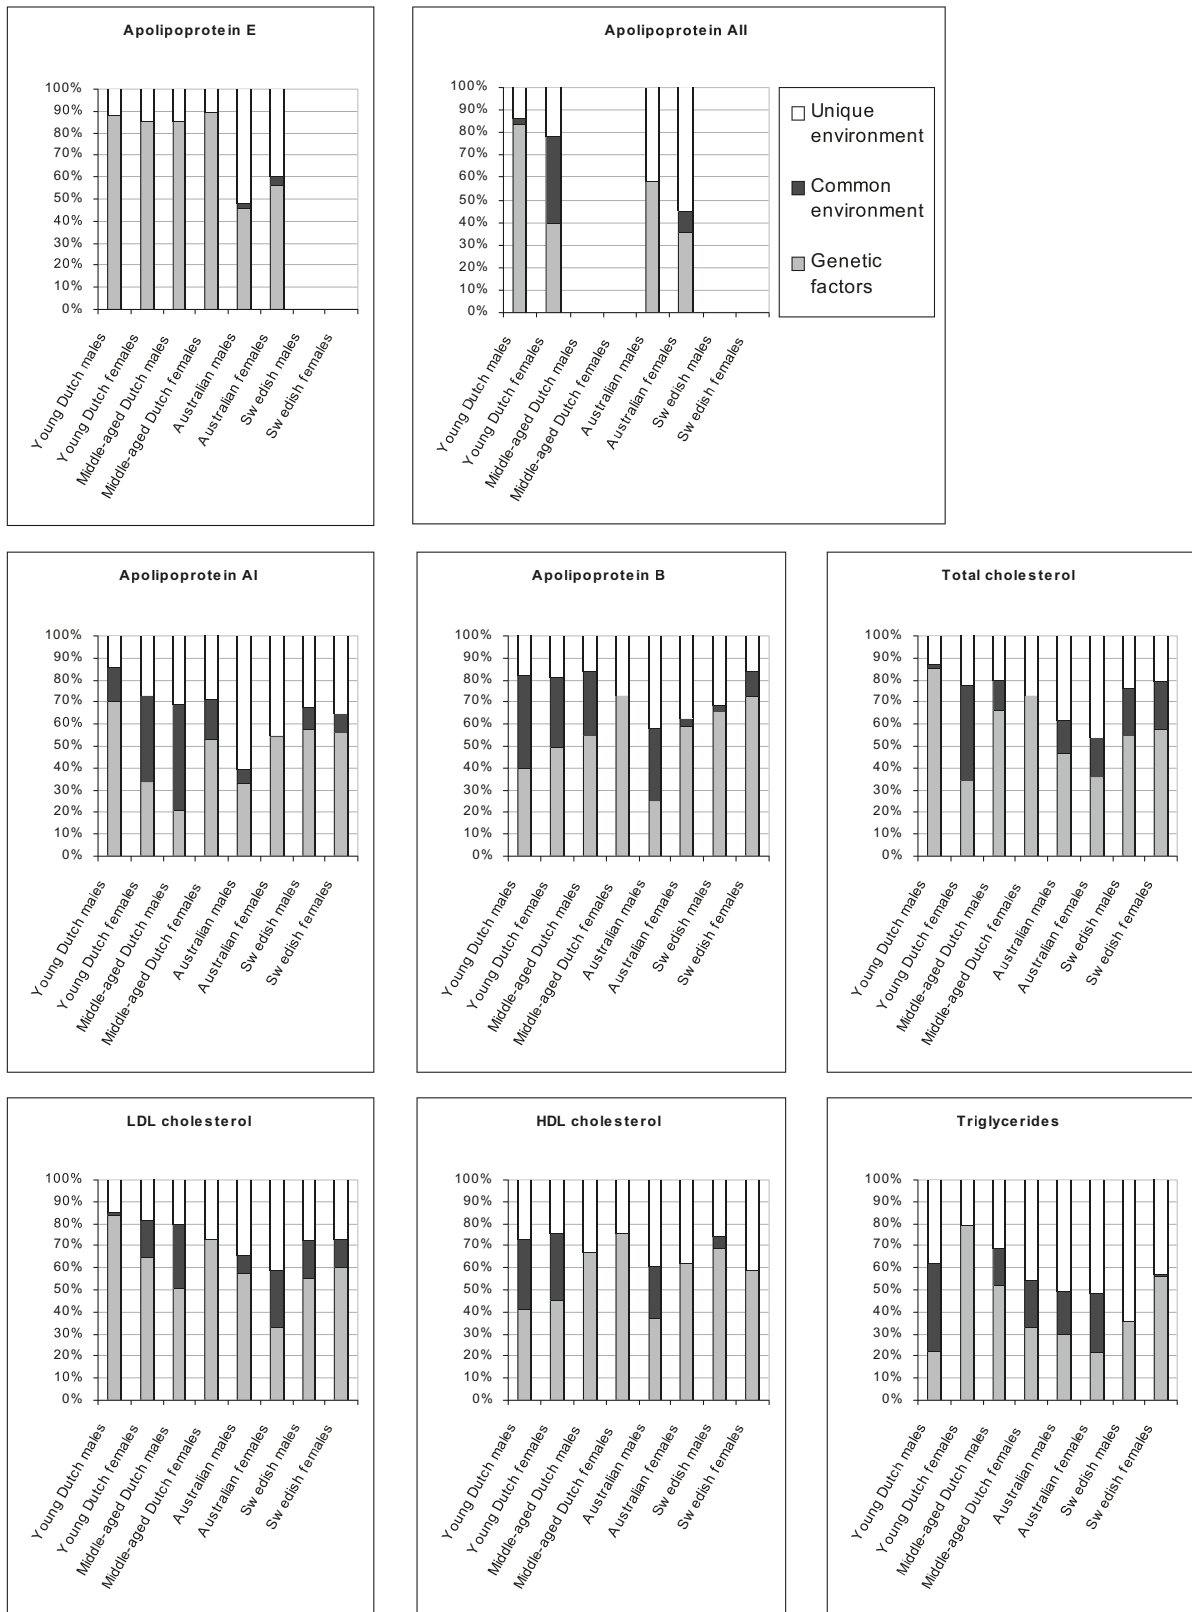 Apolipoprotein E
100%
90%
80%
70%
60%
50%
40%
30%
20%
10%
0%
Young Dutch males
Young Dutch females
Middle-aged Dutch males
Middle-aged Dutch females
Australian males
Australian females
Sw edish males
Sw edish females
Apolipoprotein AII
100%
90%
80%
70%
60%
50%
40%
30%
20%
10%
0%
Young Dutch males
Young Dutch females
Middle-aged Dutch males
Middle-aged Dutch females
Australian males
Australian females
Sw edish males
Sw edish females
Unique
environment
Common
environment
Genetic
factors
Apolipoprotein AI
100%
90%
80%
70%
60%
50%
40%
30%
20%
10%
0%
Young Dutch males
Young Dutch females
Middle-aged Dutch males
Middle-aged Dutch females
Australian males
Australian females
Sw edish males
Sw edish females
Apolipoprotein B
100%
90%
80%
70%
60%
50%
40%
30%
20%
10%
0%
Young Dutch males
Young Dutch females
Middle-aged Dutch males
Middle-aged Dutch females
Australian males
Australian females
Sw edish males
Sw edish females
Total cholesterol
100%
90%
80%
70%
60%
50%
40%
30%
20%
10%
0%
Young Dutch males
Young Dutch females
Middle-aged Dutch males
Middle-aged Dutch females
Australian males
Australian females
Sw edish males
Sw edish females
LDL cholesterol
100%
90%
80%
70%
60%
50%
40%
30%
20%
10%
0%
Young Dutch males
Young Dutch females
Middle-aged Dutch males
Middle-aged Dutch females
Australian males
Australian females
Sw edish males
Sw edish females
HDL cholesterol
100%
90%
80%
70%
60%
50%
40%
30%
20%
10%
0%
Young Dutch males
Young Dutch females
Middle-aged Dutch males
Middle-aged Dutch females
Australian males
Australian females
Sw edish males
Sw edish females
Triglycerides
100%
90%
80%
70%
60%
50%
40%
30%
20%
10%
0%
Young Dutch males
Young Dutch females
Middle-aged Dutch males
Middle-aged Dutch females
Australian males
Australian females
Sw edish males
Sw edish females